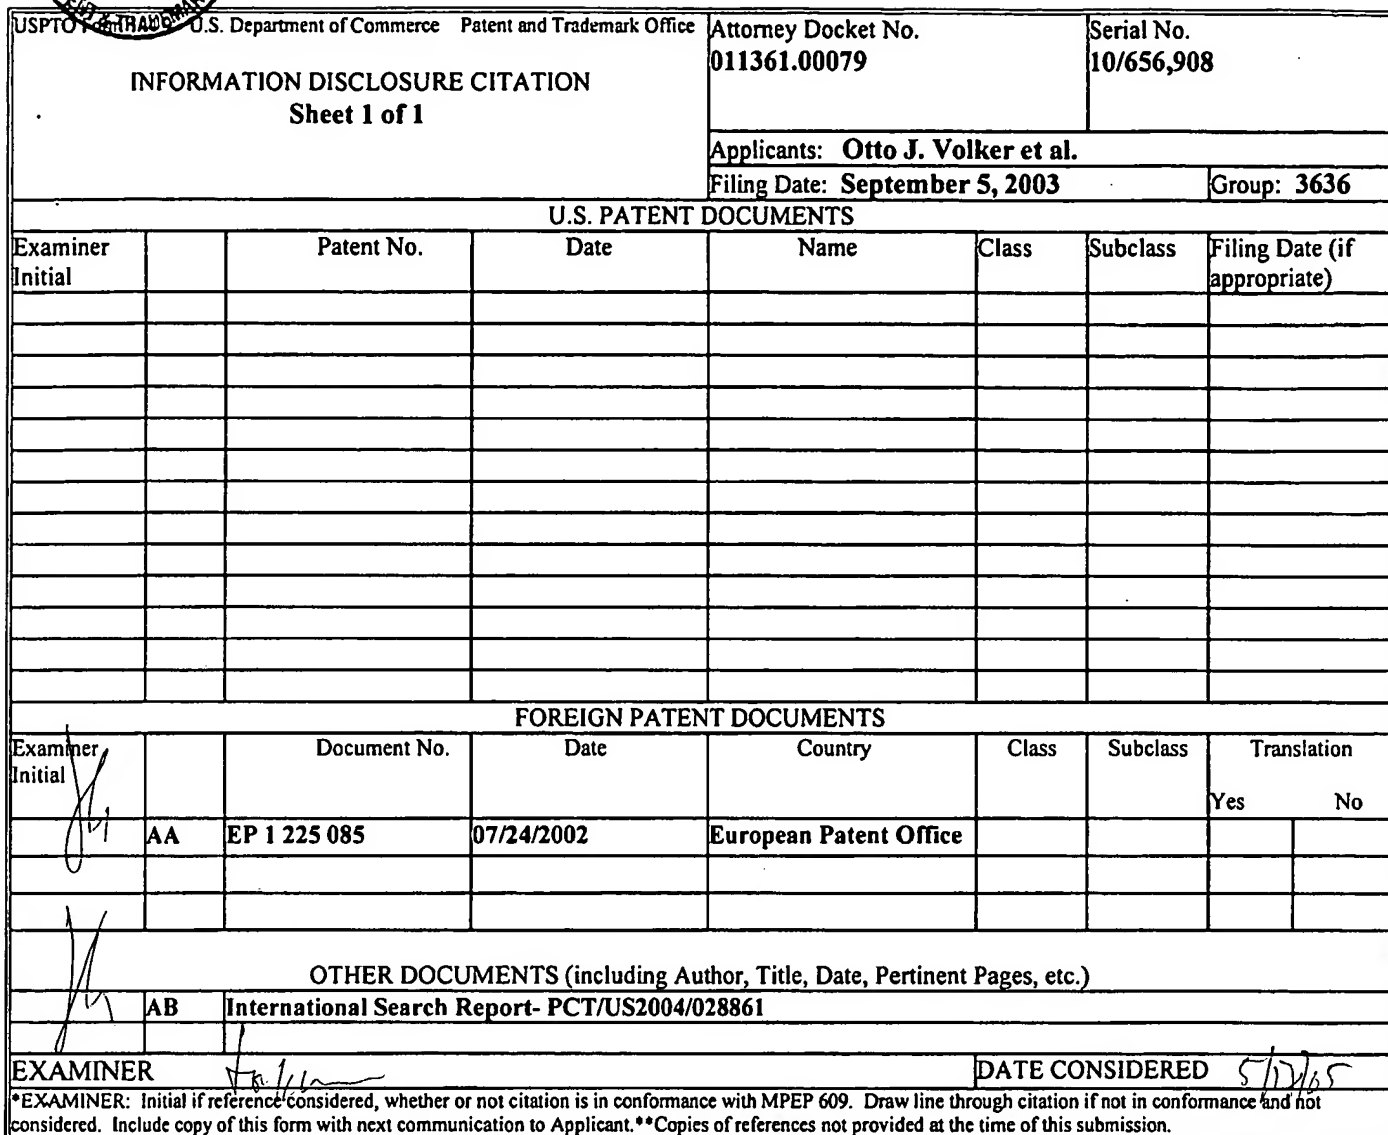 ENT & TRADEMAR
USPTO U.S. Department of Commerce Patent and Trademark Office
INFORMATION DISCLOSURE CITATION
Sheet 1 of 1
Attorney Docket No.
011361.00079
Serial No.
10/656,908
Applicants: Otto J. Volker et al.
Filing Date: September 5, 2003 Group: 3636
U.S. PATENT DOCUMENTS
Examiner Patent No. Date Name Class Subclass Filing Date (if
Initial appropriate)
FOREIGN PATENT DOCUMENTS
Examiner Document No. Date Country Class Subclass Translation
Initial
Yes No
AA EP 1 225 085 07/24/2002 European Patent Office
OTHER DOCUMENTS (including Author, Title, Date, Pertinent Pages, etc.)
AB International Search Report- PCT/US2004/028861
EXAMINER DATE CONSIDERED
*EXAMINER: Initial if reference considered, whether or not citation is in conformance with MPEP 609. Draw line through citation if not in conformance and not
considered. Include copy of this form with next communication to Applicant.**Copies of references not provided at the time of this submission.